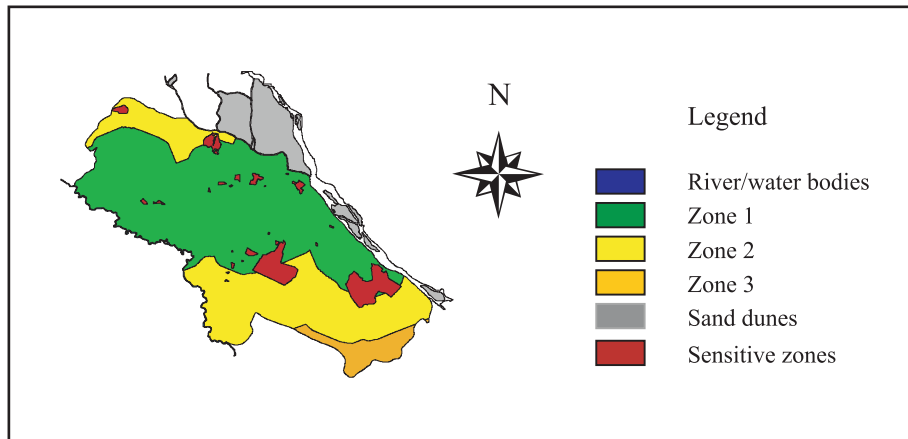 N
Legend
River/water bodies
Zone 1
Zone 2
Zone 3
Sand dunes
Sensitive zones